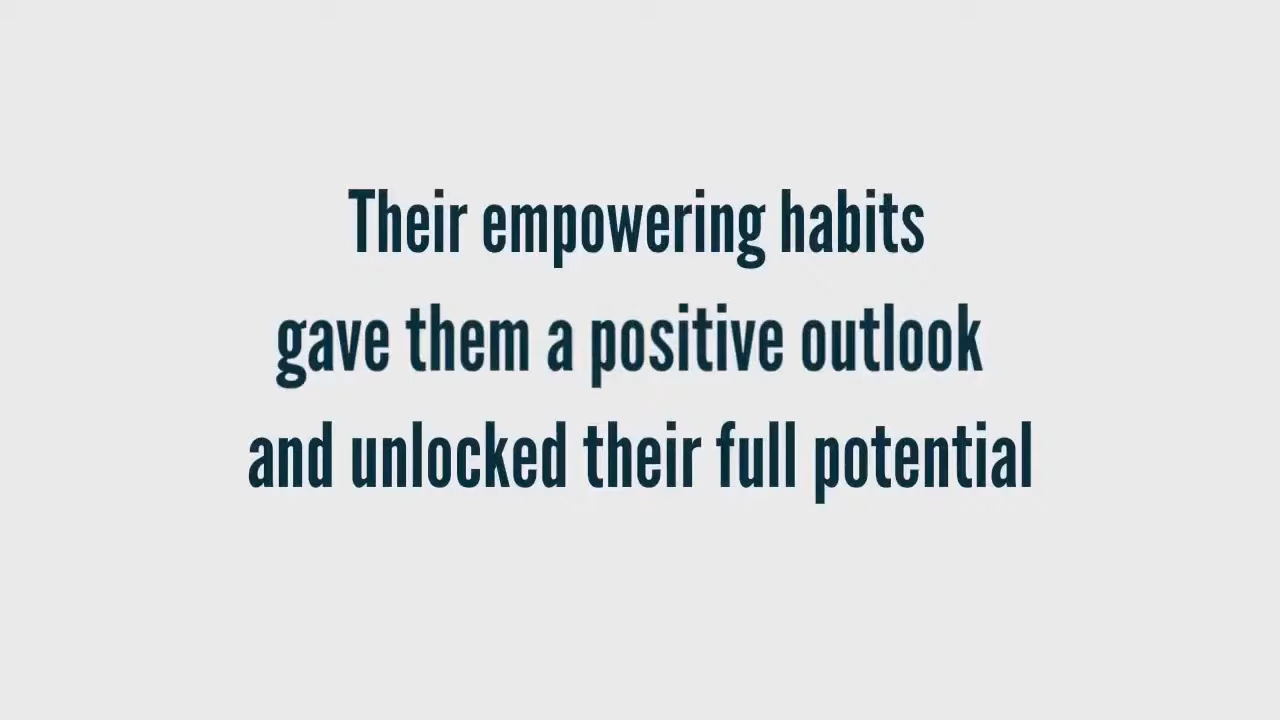 Their empowering habits
gave them a positive outlook
and unlocked their full potential